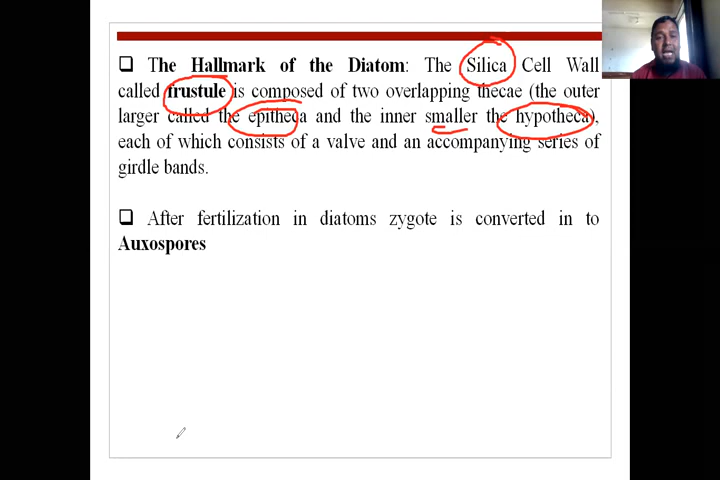 The Hallmark of the Diatom: The Silica Cell Wall
called frustule is composed of two overlapping thecae (the outer
larger called the epitheca and the inner smaller the hypotheca),
each of which consists of a valve and an accompanying series of
girdle bands.
After fertilization in diatoms zygote is converted in to
Auxospores